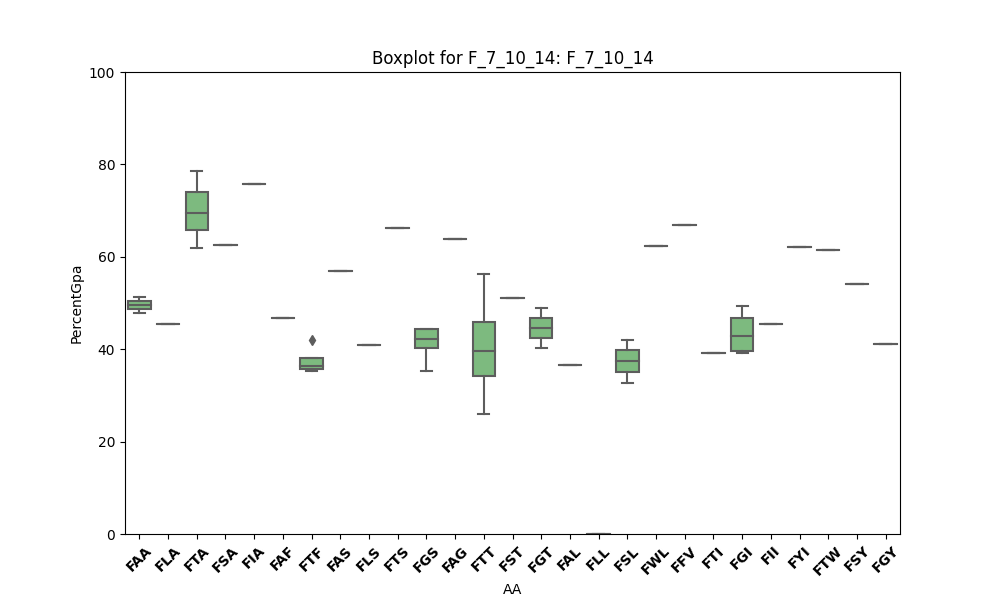 Boxplot for F_7_10_14: F_7_10_14
100
80
60
40
20
0
PercentGpa
FAA FLA FTA FSA FIA FAF FTF FAS FLS FTS FGS FAG FTT FST FGT FAL FLL FSL FWL FFV FTI FGI FII FYI FTW FSY FGY
AA